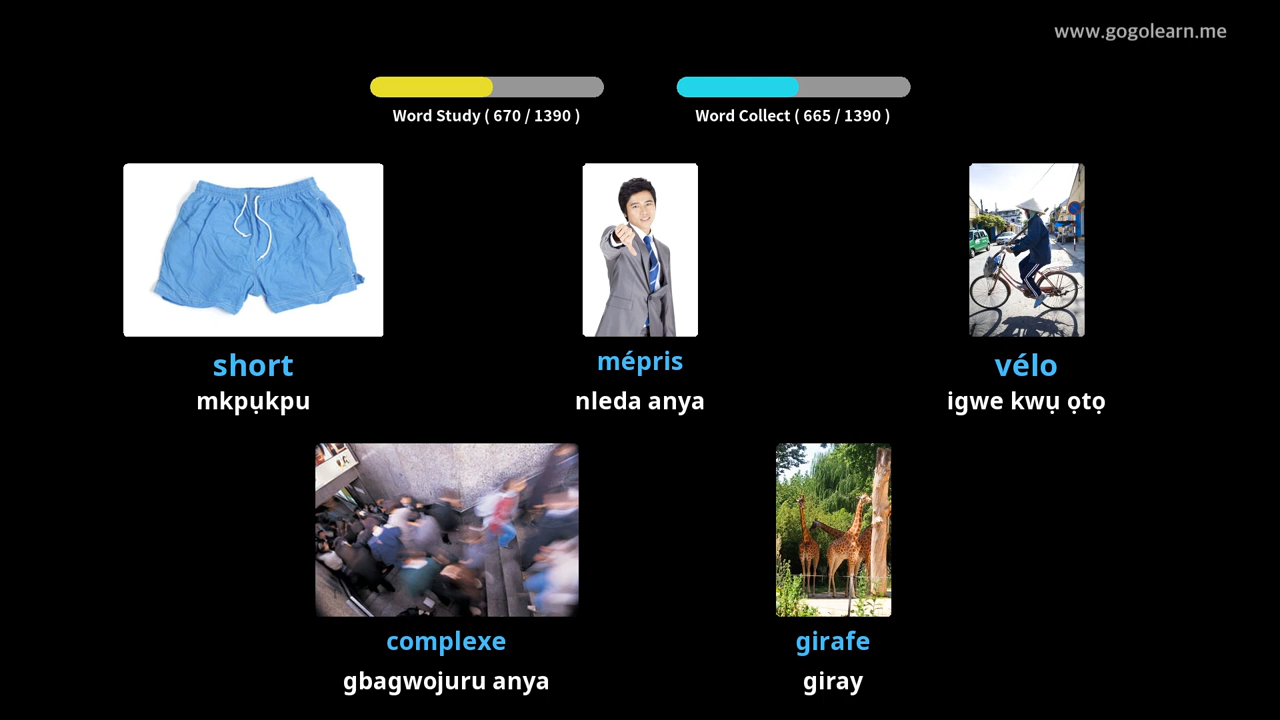 www.gogolearn.me
Word Study ( 670 / 1390 )
Word Collect ( 665 / 1390 )
short
mkpụkpu
mépris
nleda anya
vélo
igwe kwụ ọtọ
complexe
gbagwojuru anya
girafe
giray